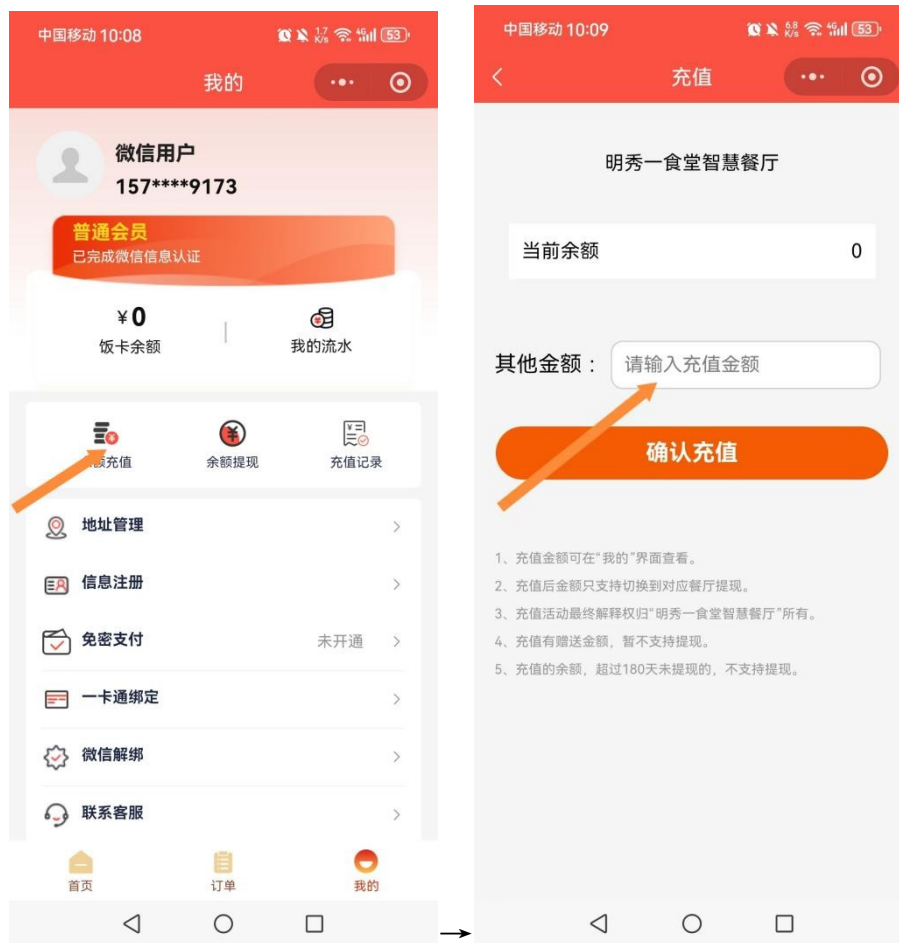 中国移动 10:08
1.7 K/s 4G 53
我的
微信用户
157****9173
普通会员
已完成微信信息认证
¥0
饭卡余额
我的流水
额充值
余额提现
充值记录
地址管理
信息注册
免密支付 未开通
一卡通绑定
微信解绑
联系客服
首页 订单 我的
中国移动 10:09
6.8 K/s 4G 53
充值
明秀一食堂智慧餐厅
当前余额 0
其他金额： 请输入充值金额
确认充值
1、充值金额可在“我的”界面查看。
2、充值后金额只支持切换到对应餐厅提现。
3、充值活动最终解释权归“明秀一食堂智慧餐厅”所有。
4、充值有赠送金额，暂不支持提现。
5、充值的余额，超过180天未提现的，不支持提现。